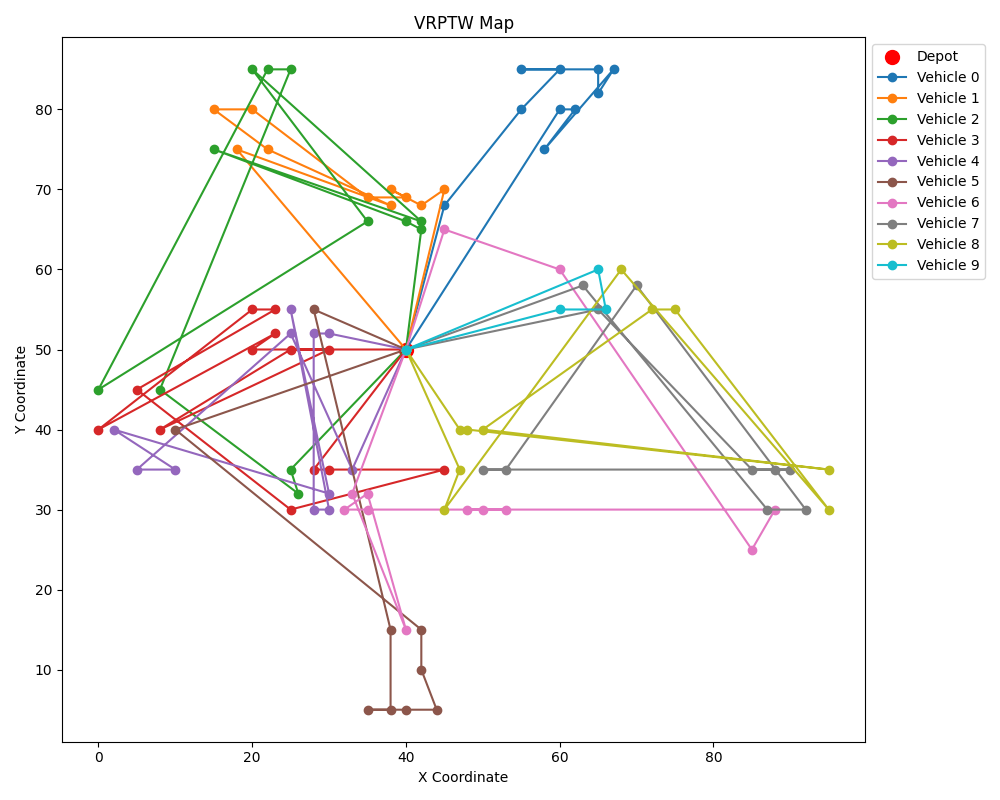 VRPTW Map
Y Coordinate
80
70
60
50
40
30
20
10
0
20
40
60
80
X Coordinate
Depot
Vehicle 0
Vehicle 1
Vehicle 2
Vehicle 3
Vehicle 4
Vehicle 5
Vehicle 6
Vehicle 7
Vehicle 8
Vehicle 9